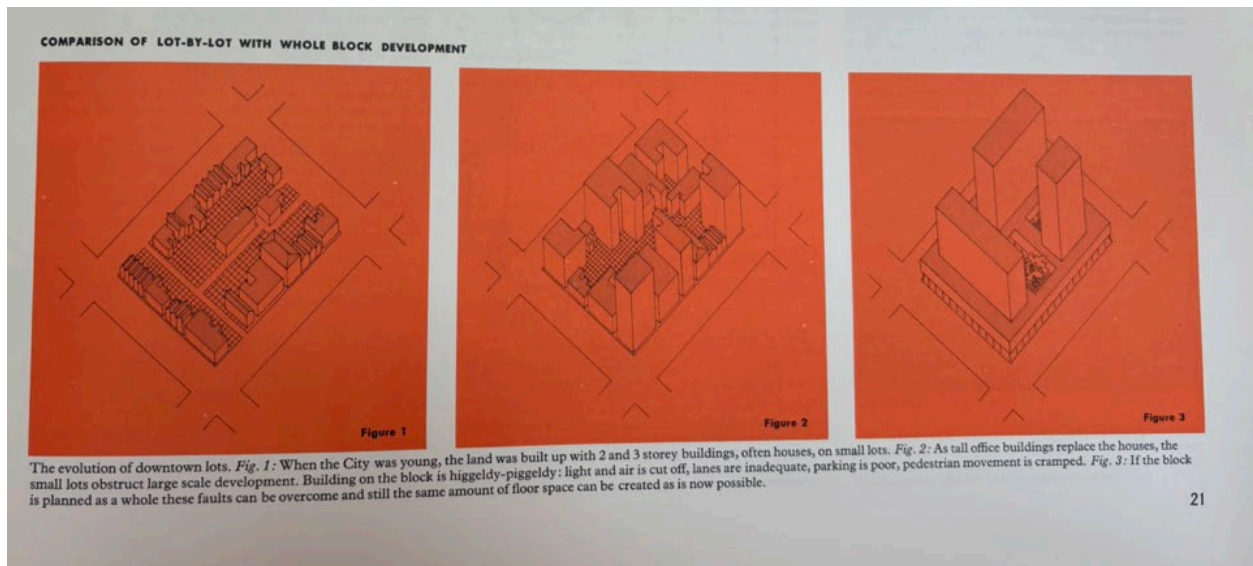 COMPARISON OF LOT-BY-LOT WITH WHOLE BLOCK DEVELOPMENT
Figure 1
Figure 2
Figure 3
The evolution of downtown lots. Fig. 1: When the City was young, the land was built up with 2 and 3 storey buildings, often houses, on small lots. Fig. 2: As tall office buildings replace the houses, the
small lots obstruct large scale development. Building on the block is higgeldy-piggeldy: light and air is cut off, lanes are inadequate, parking is poor, pedestrian movement is cramped. Fig. 3: If the block
is planned as a whole these faults can be overcome and still the same amount of floor space can be created as is now possible.
21